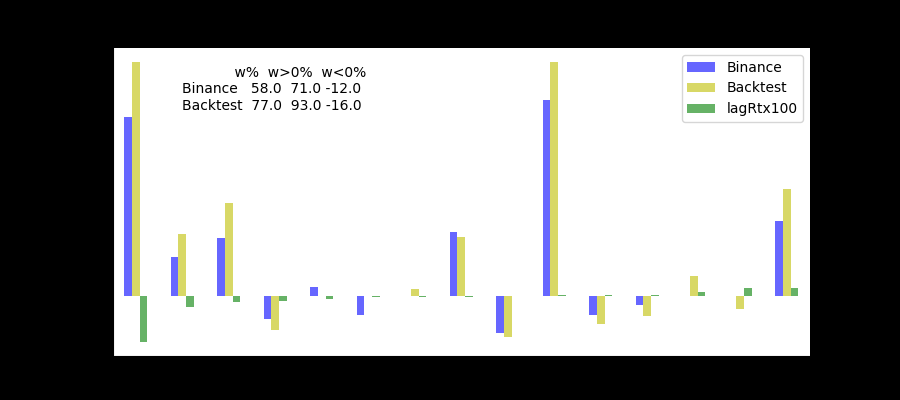 w% w>0% w<0%
Binance 58.0 71.0 -12.0
Backtest 77.0 93.0 -16.0
Binance
Backtest
lagRtx100